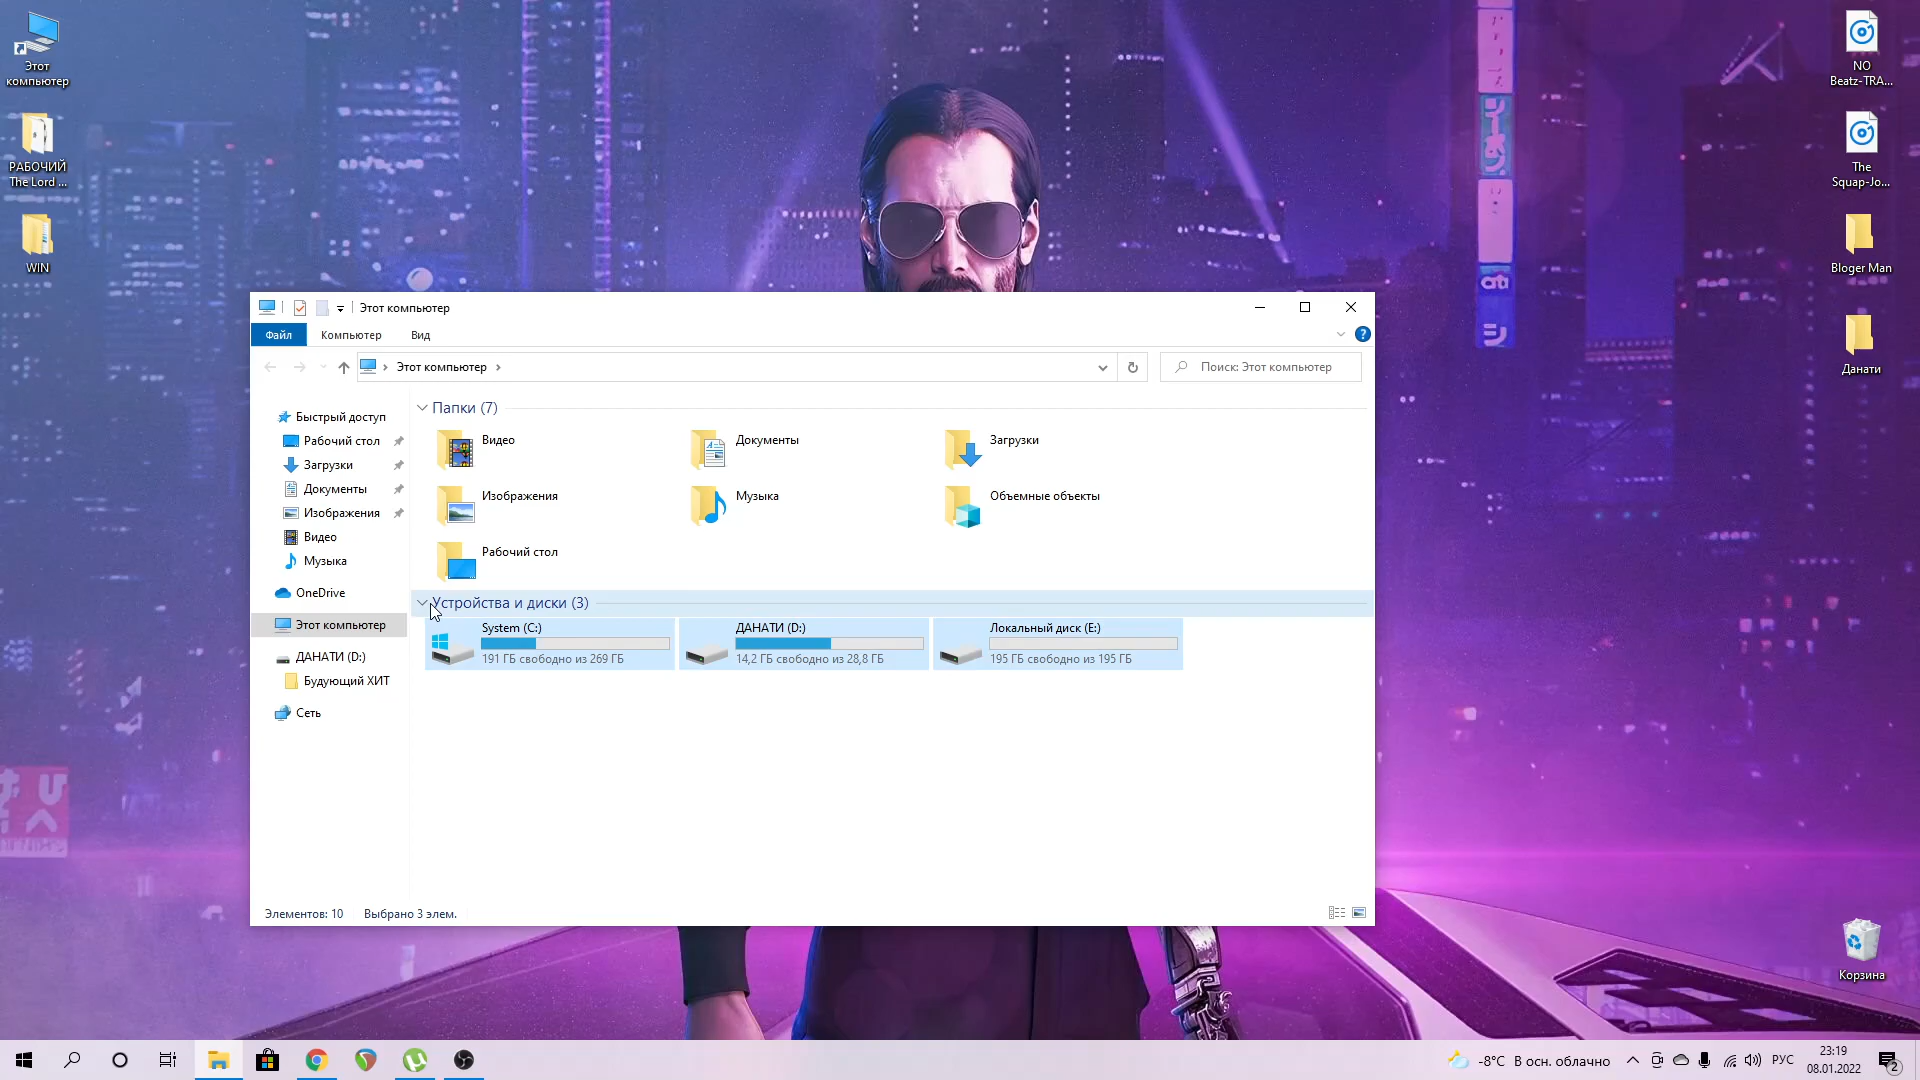 Этот
компьютер
РАБОЧИЙ
The Lord ...
WIN
NO
Beatz-TRA...
The
Squap-Jo...
Bloger Man
Данати
Корзина
Этот компьютер
Файл
Компьютер
Вид
Этот компьютер
Поиск: Этот компьютер
Быстрый доступ
Рабочий стол
Загрузки
Документы
Изображения
Видео
Музыка
OneDrive
Этот компьютер
ДАНАТИ (D:)
Будующий ХИТ
Сеть
Папки (7)
Видео
Документы
Загрузки
Изображения
Музыка
Объемные объекты
Рабочий стол
Устройства и диски (3)
System (C:)
191 ГБ свободно из 269 ГБ
ДАНАТИ (D:)
14,2 ГБ свободно из 28,8 ГБ
Локальный диск (E:)
195 ГБ свободно из 195 ГБ
Элементов: 10
Выбрано 3 элем.
-8°C В осн. облачно
РУС
23:19
08.01.2022
2